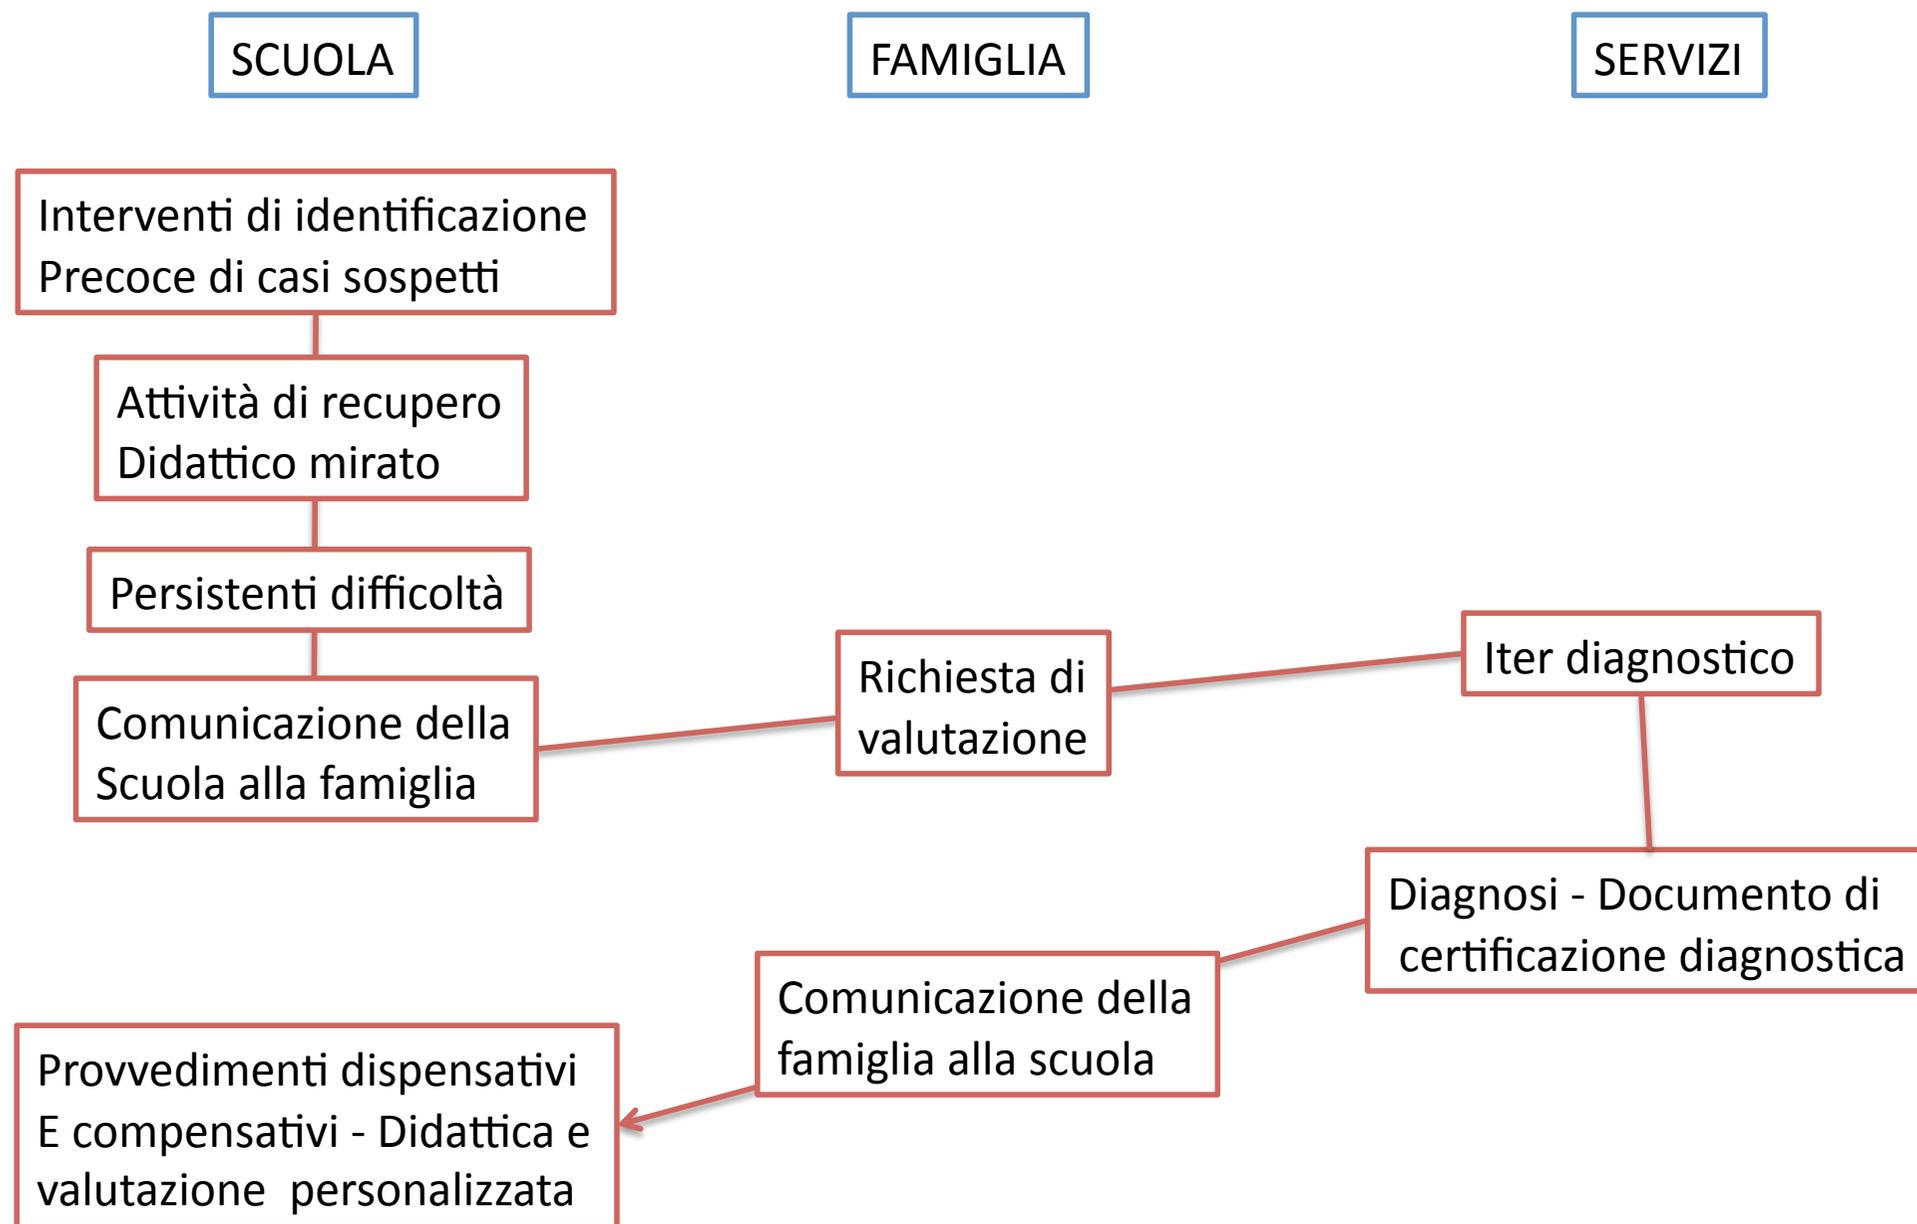 SCUOLA
FAMIGLIA
SERVIZI
Interventi di identificazione
Precoce di casi sospetti
Attività di recupero
Didattico mirato
Persistenti difficoltà
Comunicazione della
Scuola alla famiglia
Richiesta di
valutazione
Iter diagnostico
Diagnosi - Documento di
certificazione diagnostica
Comunicazione della
famiglia alla scuola
Provvedimenti dispensativi
E compensativi - Didattica e
valutazione personalizzata